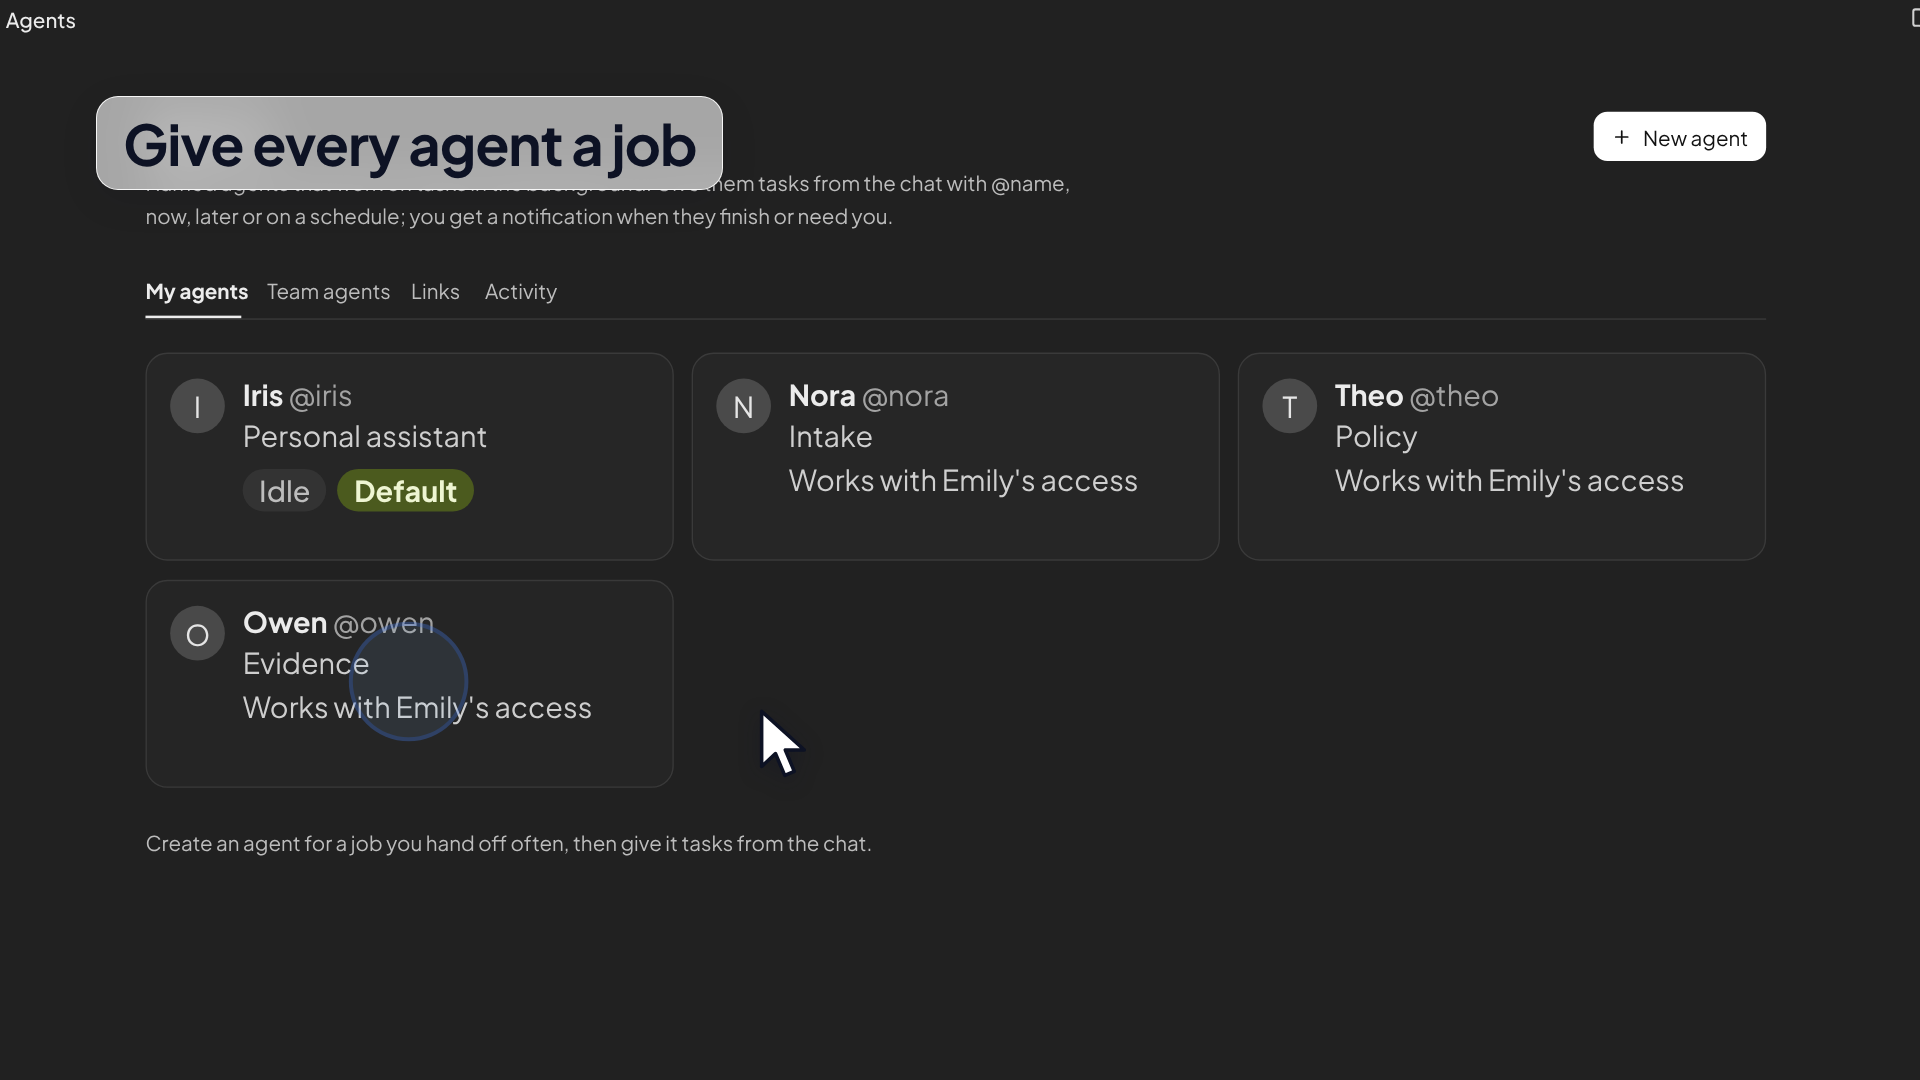 Agents
Give every agent a job
New agent
them tasks from the chat with @name,
now, later or on a schedule; you get a notification when they finish or need you.
My agents Team agents Links Activity
I
Iris @iris
Personal assistant
Idle Default
N
Nora @nora
Intake
Works with Emily's access
T
Theo @theo
Policy
Works with Emily's access
O
Owen @owen
Evidence
Works with Emily's access
Create an agent for a job you hand off often, then give it tasks from the chat.